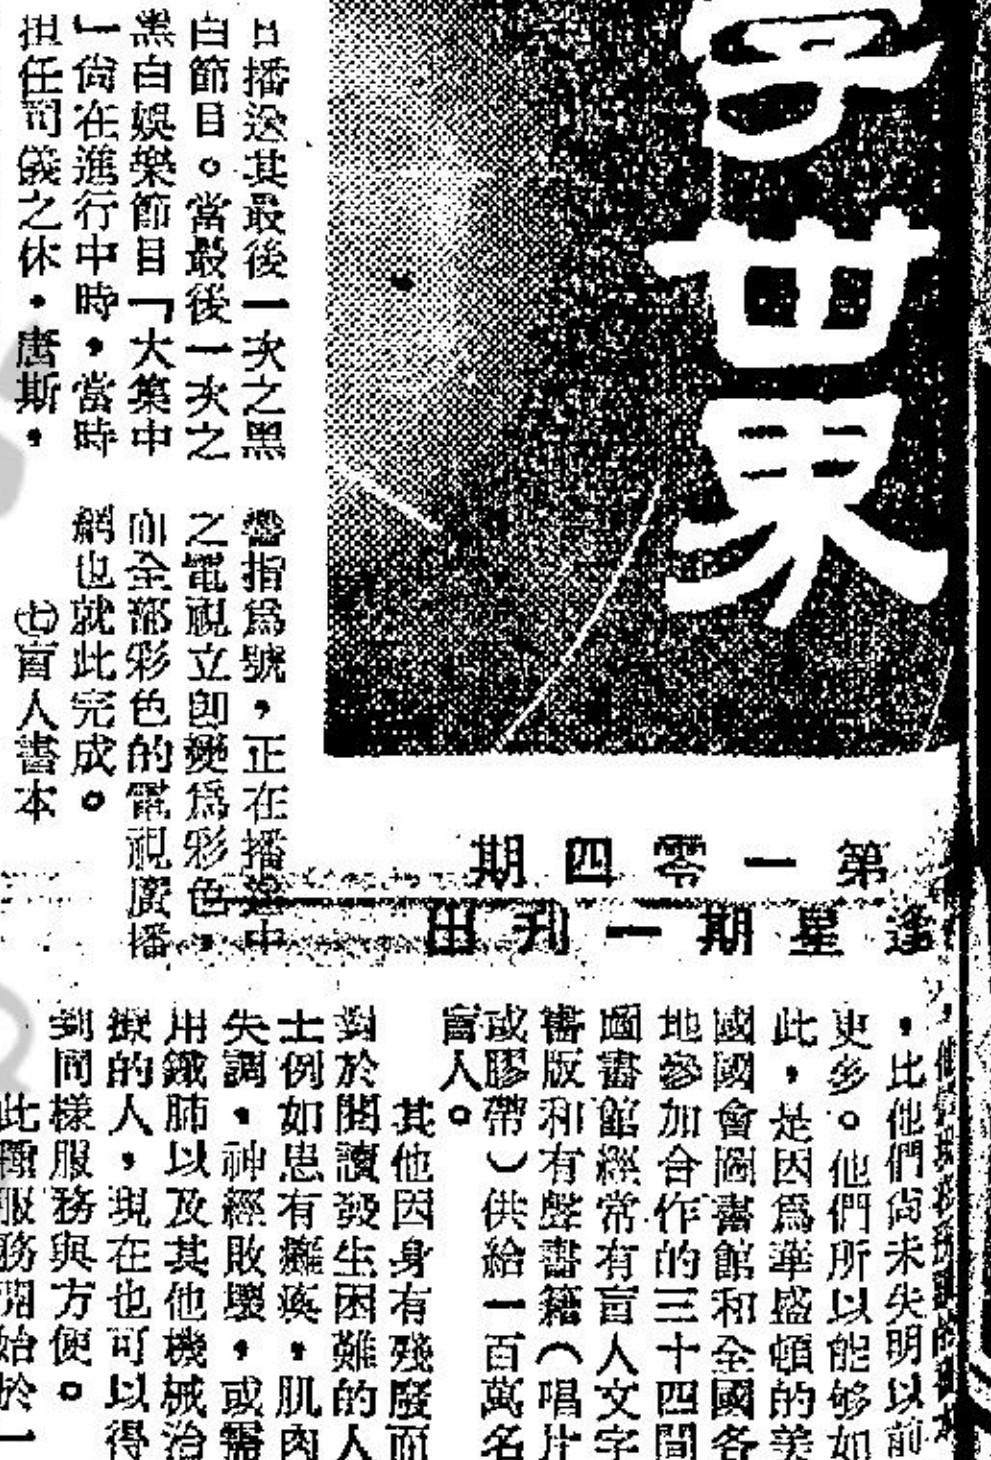 世界
第一零四期
逢星期一刊出
日播送其最後一次之黑
白節目。當最後一次之
黑白娛樂節目「大集中
」尙在進行中時，當時
担任司儀之休・唐斯，
指爲號，正在播送中
之電視立即變爲彩色，
而全部彩色的電視廣播
網也就此完成。
㊆盲人書本
，比他們尙未失明以前
更多。他們所以能够如
此，是因爲華盛頓的美
國國會圖書館和全國各
地參加合作的三十四間
圖書館經常有盲人文字
書版和有聲書籍（唱片
或膠帶）供給一百萬名
盲人。
其他因身有殘廢而
對於閱讀發生困難的人
士例如患有癱瘓，肌肉
失調，神經敗壞，或需
用鐵肺以及其他機械治
療的人，現在也可以得
到同樣服務與方便。
此種服務開始於一